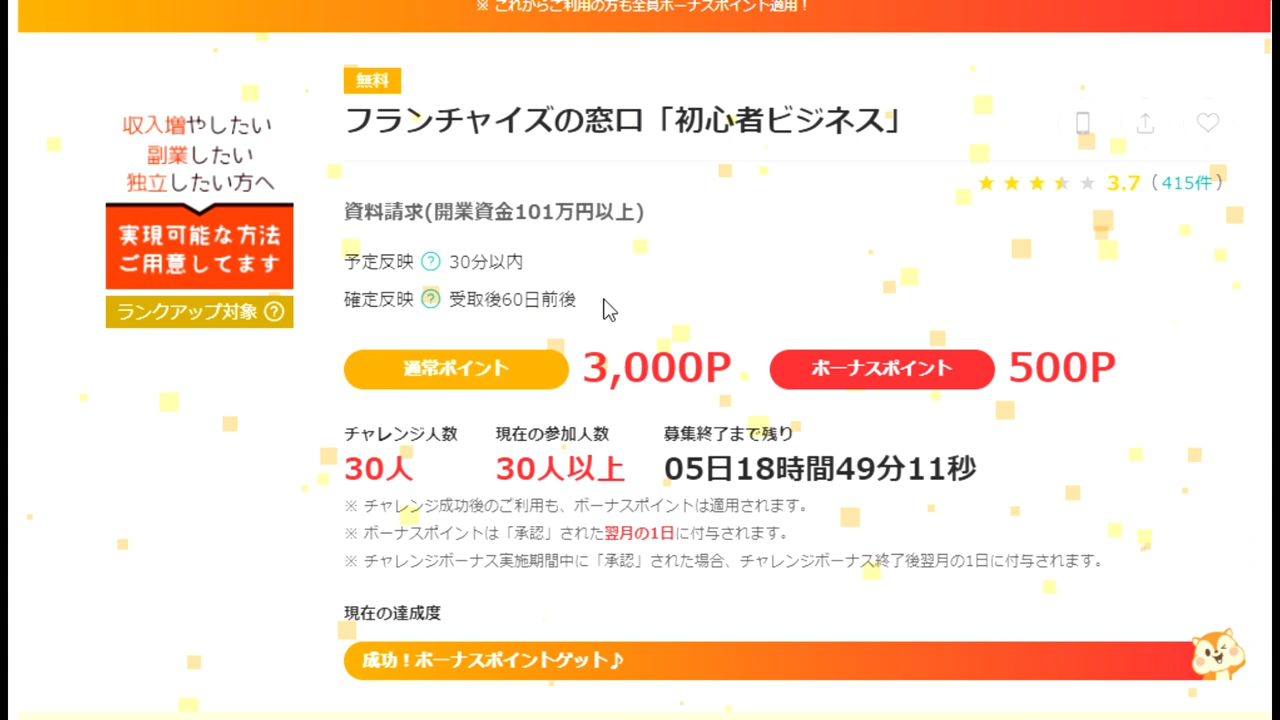 ※ これからご利用の方も全員ボーナスポイント適用！
無料
フランチャイズの窓口「初心者ビジネス」
収入増やしたい
副業したい
独立したい方へ
実現可能な方法
ご用意してます
ランクアップ対象 ?
3.7 （415件）
資料請求(開業資金101万円以上)
予定反映 ? 30分以内
確定反映 ? 受取後60日前後
通常ポイント 3,000P ボーナスポイント 500P
チャレンジ人数 現在の参加人数 募集終了まで残り
30人 30人以上 05日18時間49分11秒
※ チャレンジ成功後のご利用も、ボーナスポイントは適用されます。
※ ボーナスポイントは「承認」された翌月の1日に付与されます。
※ チャレンジボーナス実施期間中に「承認」された場合、チャレンジボーナス終了後翌月の1日に付与されます。
現在の達成度
成功！ボーナスポイントゲット♪